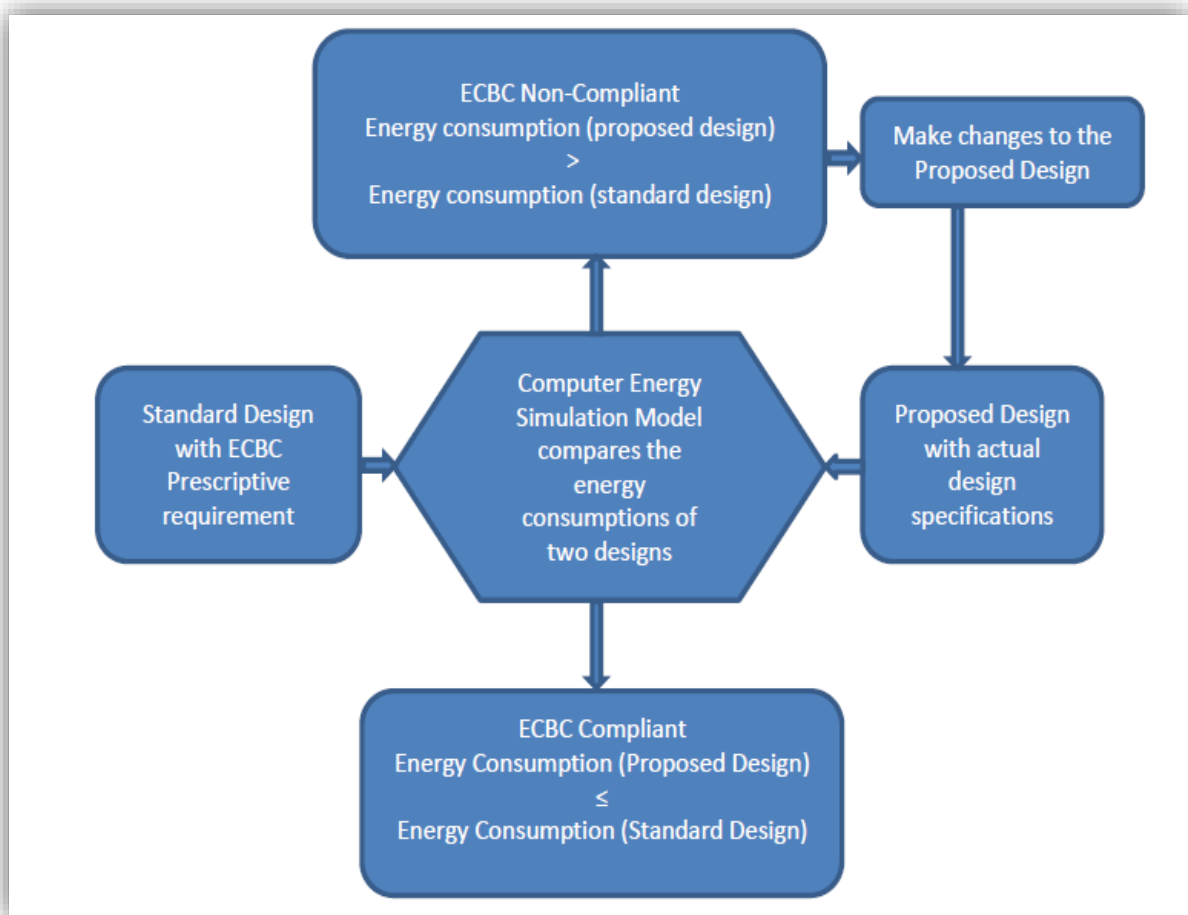 ECBC Non-Compliant
Energy consumption (proposed design)
>
Energy consumption (standard design)
Make changes to the
Proposed Design
Standard Design
with ECBC
Prescriptive
requirement
Computer Energy
Simulation Model
compares the
energy
consumptions of
two designs
Proposed Design
with actual
design
specifications
ECBC Compliant
Energy Consumption (Proposed Design)
≤
Energy Consumption (Standard Design)